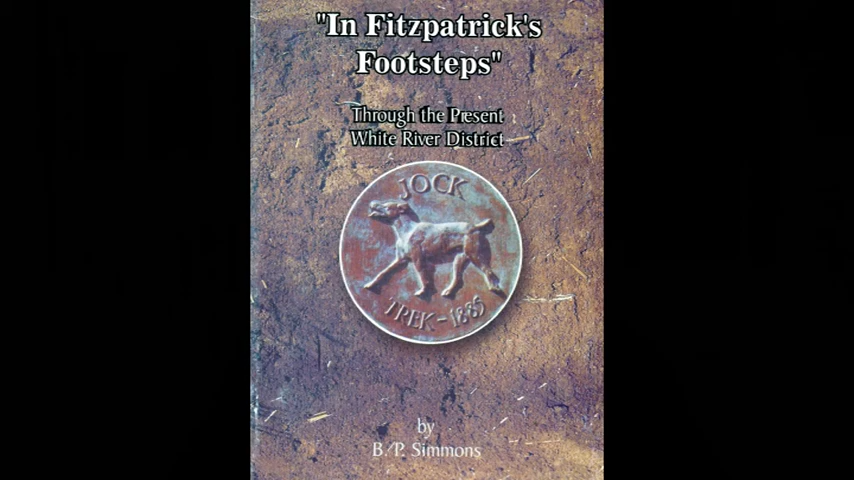 "In Fitzpatrick's
Footsteps"
Through the Present
White River District
JOCK
TREK - 1885
by
B. P. Simmons